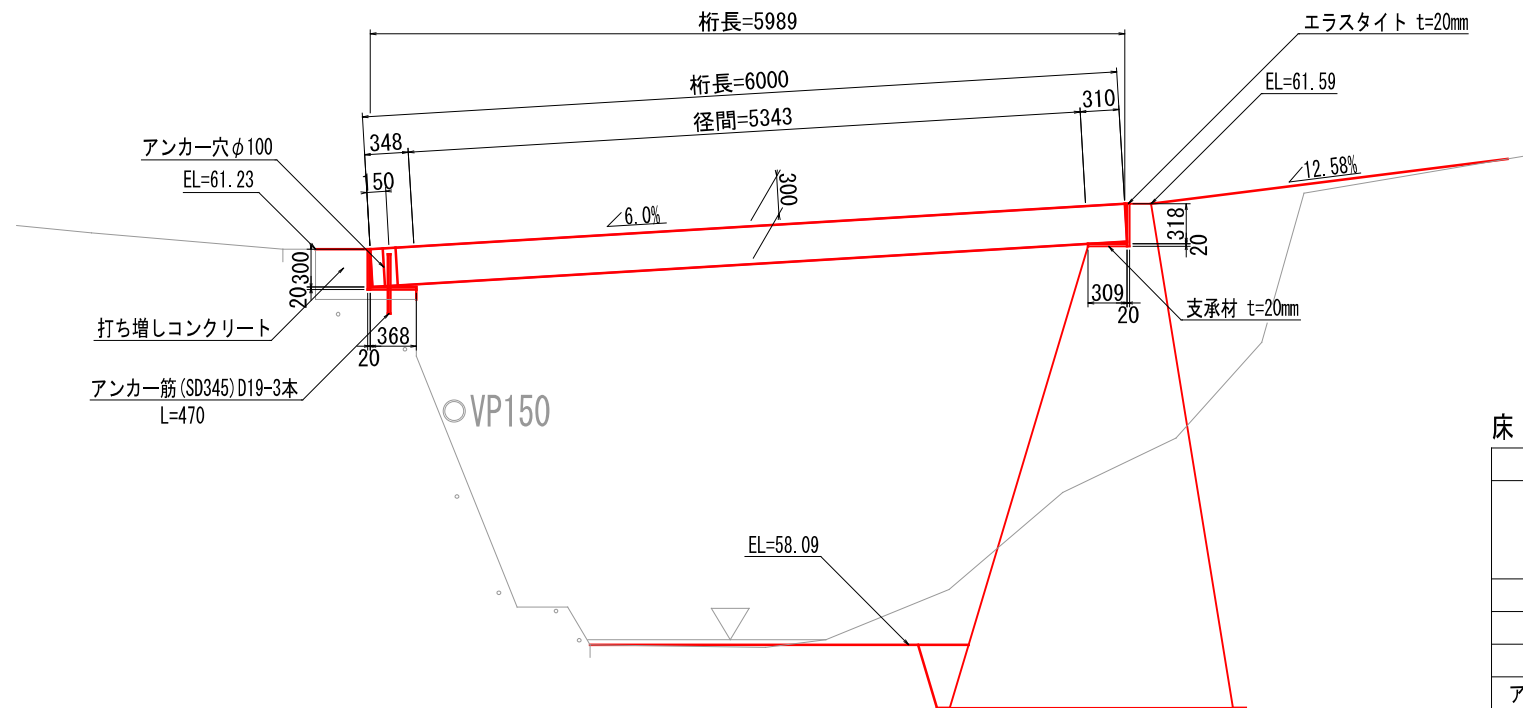 桁長=5989
エラスタイト t=20mm
桁長=6000
EL=61.59
310
径間=5343
アンカー穴φ100
348
EL=61.23
150
300
12.58%
6.0%
318
20
300
20
309
20
支承材 t=20mm
打ち増しコンクリート
368
20
アンカー筋(SD345)D19-3本
L=470
VP150
床
EL=58.09
ア